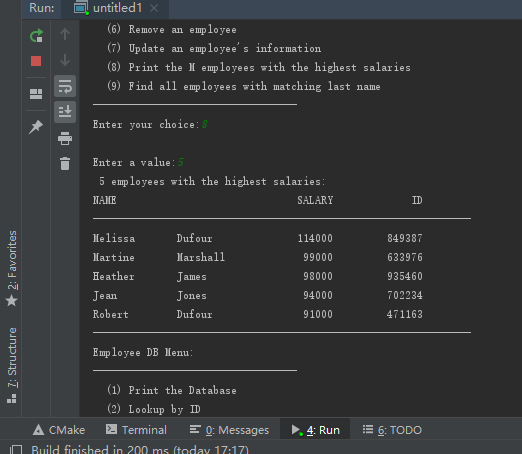 Run: untitled1
(6) Remove an employee
(7) Update an employee's information
(8) Print the M employees with the highest salaries
(9) Find all employees with matching last name
Enter your choice:8
Enter a value:5
5 employees with the highest salaries:
NAME SALARY ID
Melissa Dufour 114000 849387
Martine Marshall 99000 633976
Heather James 98000 935460
Jean Jones 94000 702234
Robert Dufour 91000 471163
Employee DB Menu:
(1) Print the Database
(2) Lookup by ID
2: Favorites
7: Structure
CMake Terminal 0: Messages 4: Run 6: TODO
Build finished in 200 ms (today 17:17)